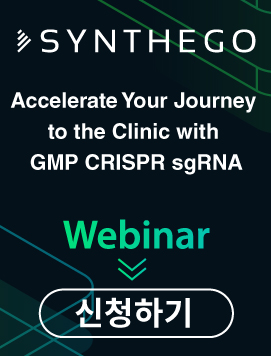 SYNTHEGO
Accelerate Your Journey
to the Clinic with
GMP CRISPR sgRNA
Webinar
신청하기